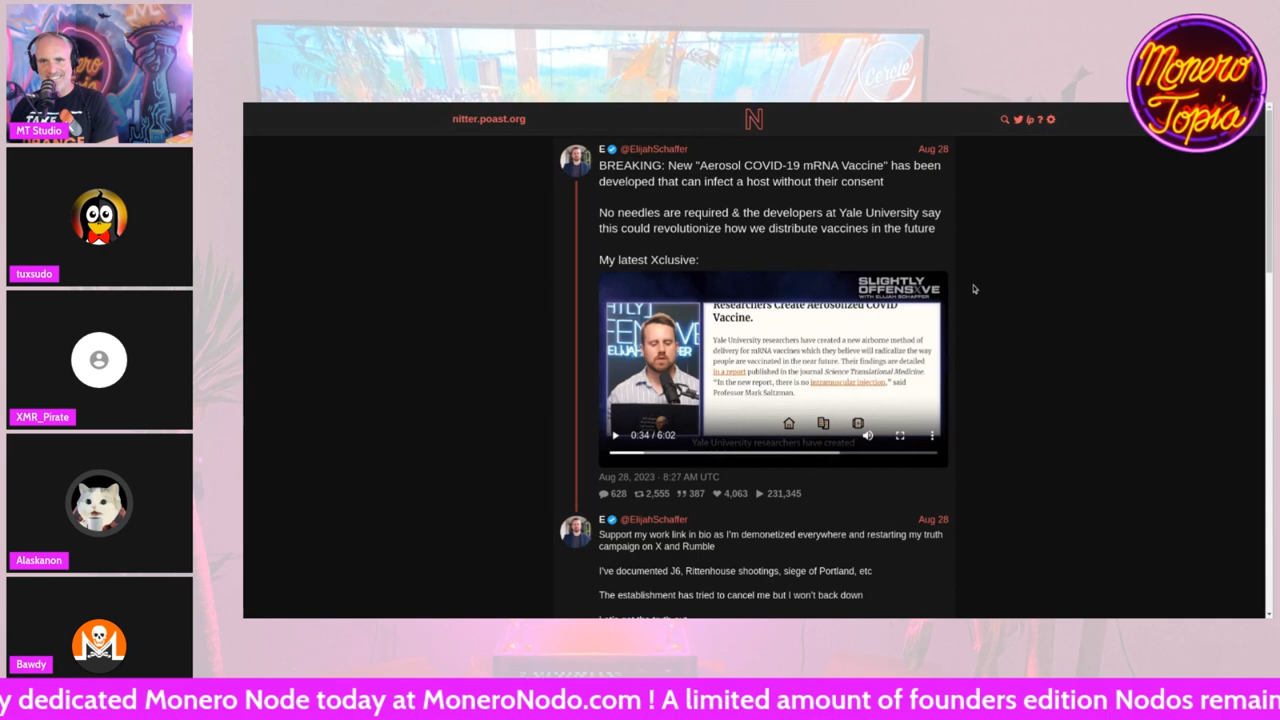 MT Studio
tuxsudo
XMR_Pirate
Alaskanon
Bawdy
Cercle
Monero
Topia
nitter.poast.org
N
E @ElijahSchaffer Aug 28
BREAKING: New "Aerosol COVID-19 mRNA Vaccine" has been
developed that can infect a host without their consent
No needles are required & the developers at Yale University say
this could revolutionize how we distribute vaccines in the future
My latest Xclusive:
SLIGHTLY
OFFENSXVE
WITH ELIJAH SCHAFFER
Researchers Create Aerosolized COVID
Vaccine.
Yale University researchers have created a new airborne method of
delivery for mRNA vaccines which they believe will radicalize the way
people are vaccinated in the near future. Their findings are detailed
in a report published in the journal Science Translational Medicine.
"In the new report, there is no intramuscular injection," said
Professor Mark Saltzman.
0:34 / 6:02
Yale University researchers have created
Aug 28, 2023 · 8:27 AM UTC
628 2,555 387 4,063 231,345
E @ElijahSchaffer Aug 28
Support my work link in bio as I'm demonetized everywhere and restarting my truth
campaign on X and Rumble
I've documented J6, Rittenhouse shootings, siege of Portland, etc
The establishment has tried to cancel me but I won't back down
y dedicated Monero Node today at MoneroNodo.com ! A limited amount of founders edition Nodos remain